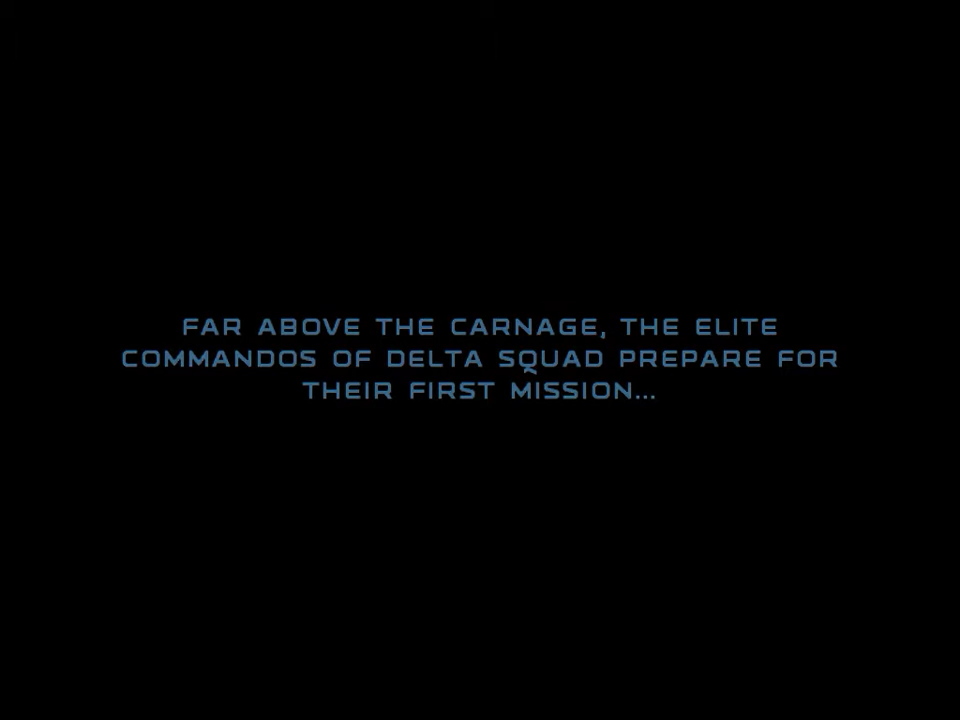 FAR ABOVE THE CARNAGE, THE ELITE
COMMANDOS OF DELTA SQUAD PREPARE FOR
THEIR FIRST MISSION...